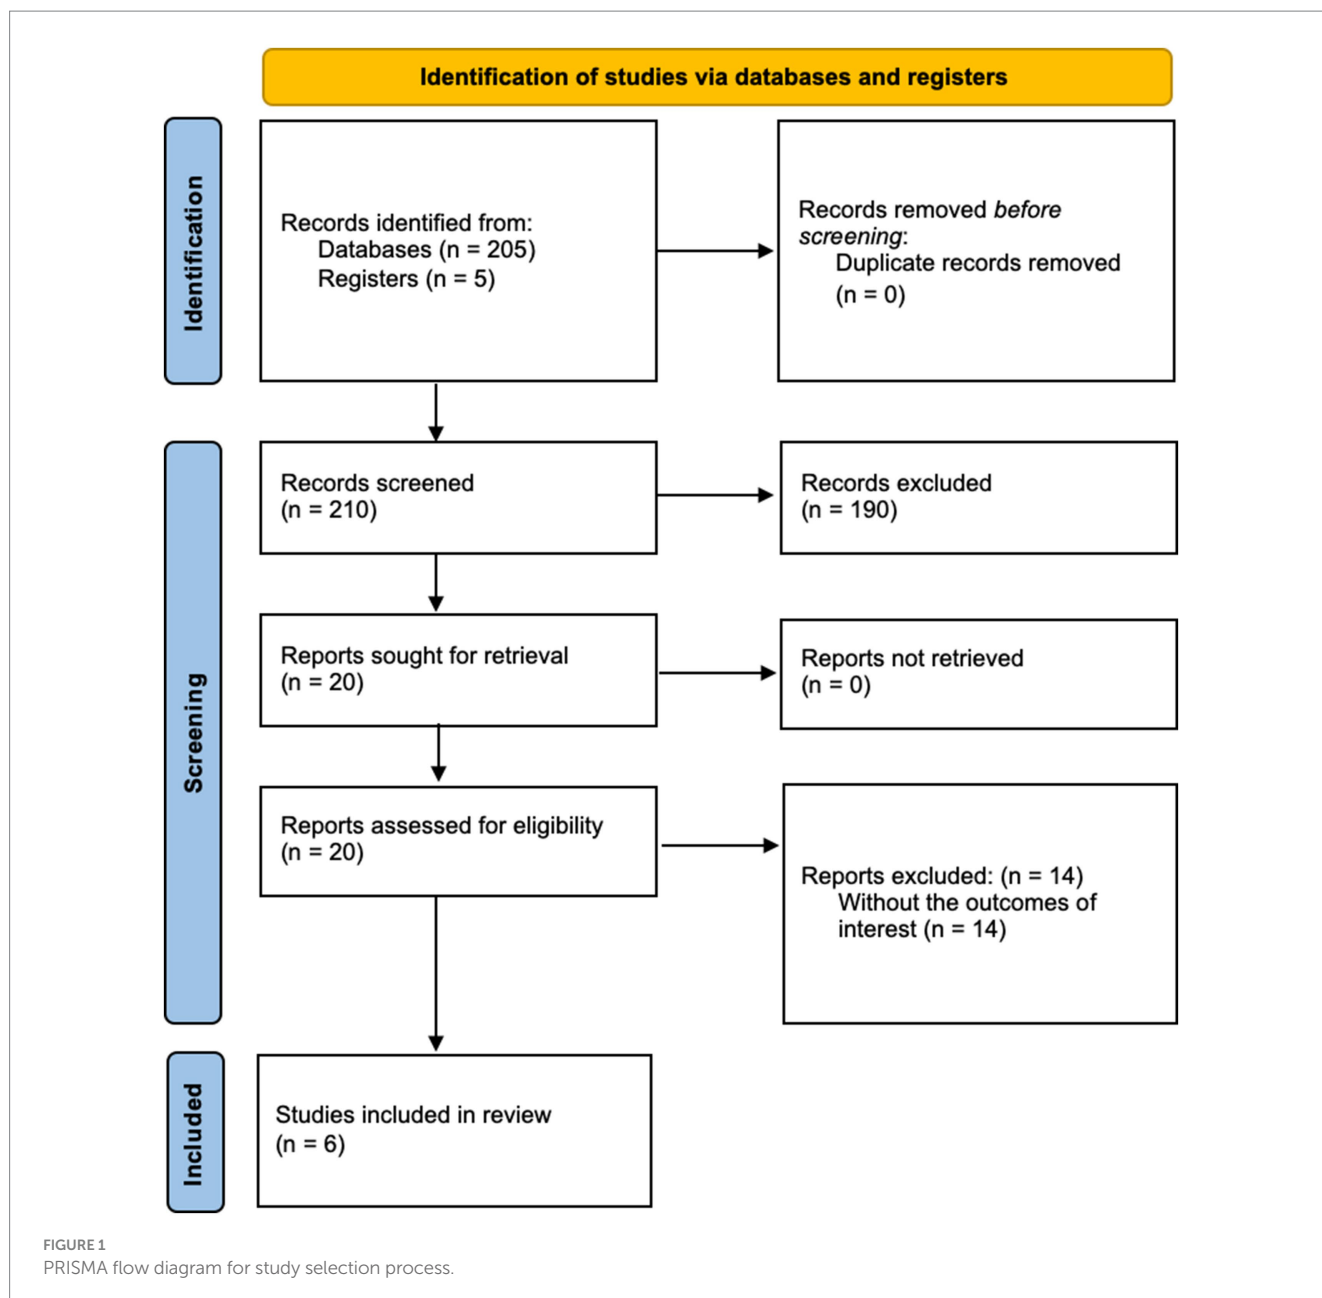 Identification of studies via databases and registers
Identification
Records identified from:
Databases (n = 205)
Registers (n = 5)
Records removed before
screening:
Duplicate records removed
(n = 0)
Screening
Records screened
(n = 210)
Records excluded
(n = 190)
Reports sought for retrieval
(n = 20)
Reports not retrieved
(n = 0)
Reports assessed for eligibility
(n = 20)
Reports excluded: (n = 14)
Without the outcomes of
interest (n = 14)
Included
Studies included in review
(n = 6)
FIGURE 1
PRISMA flow diagram for study selection process.